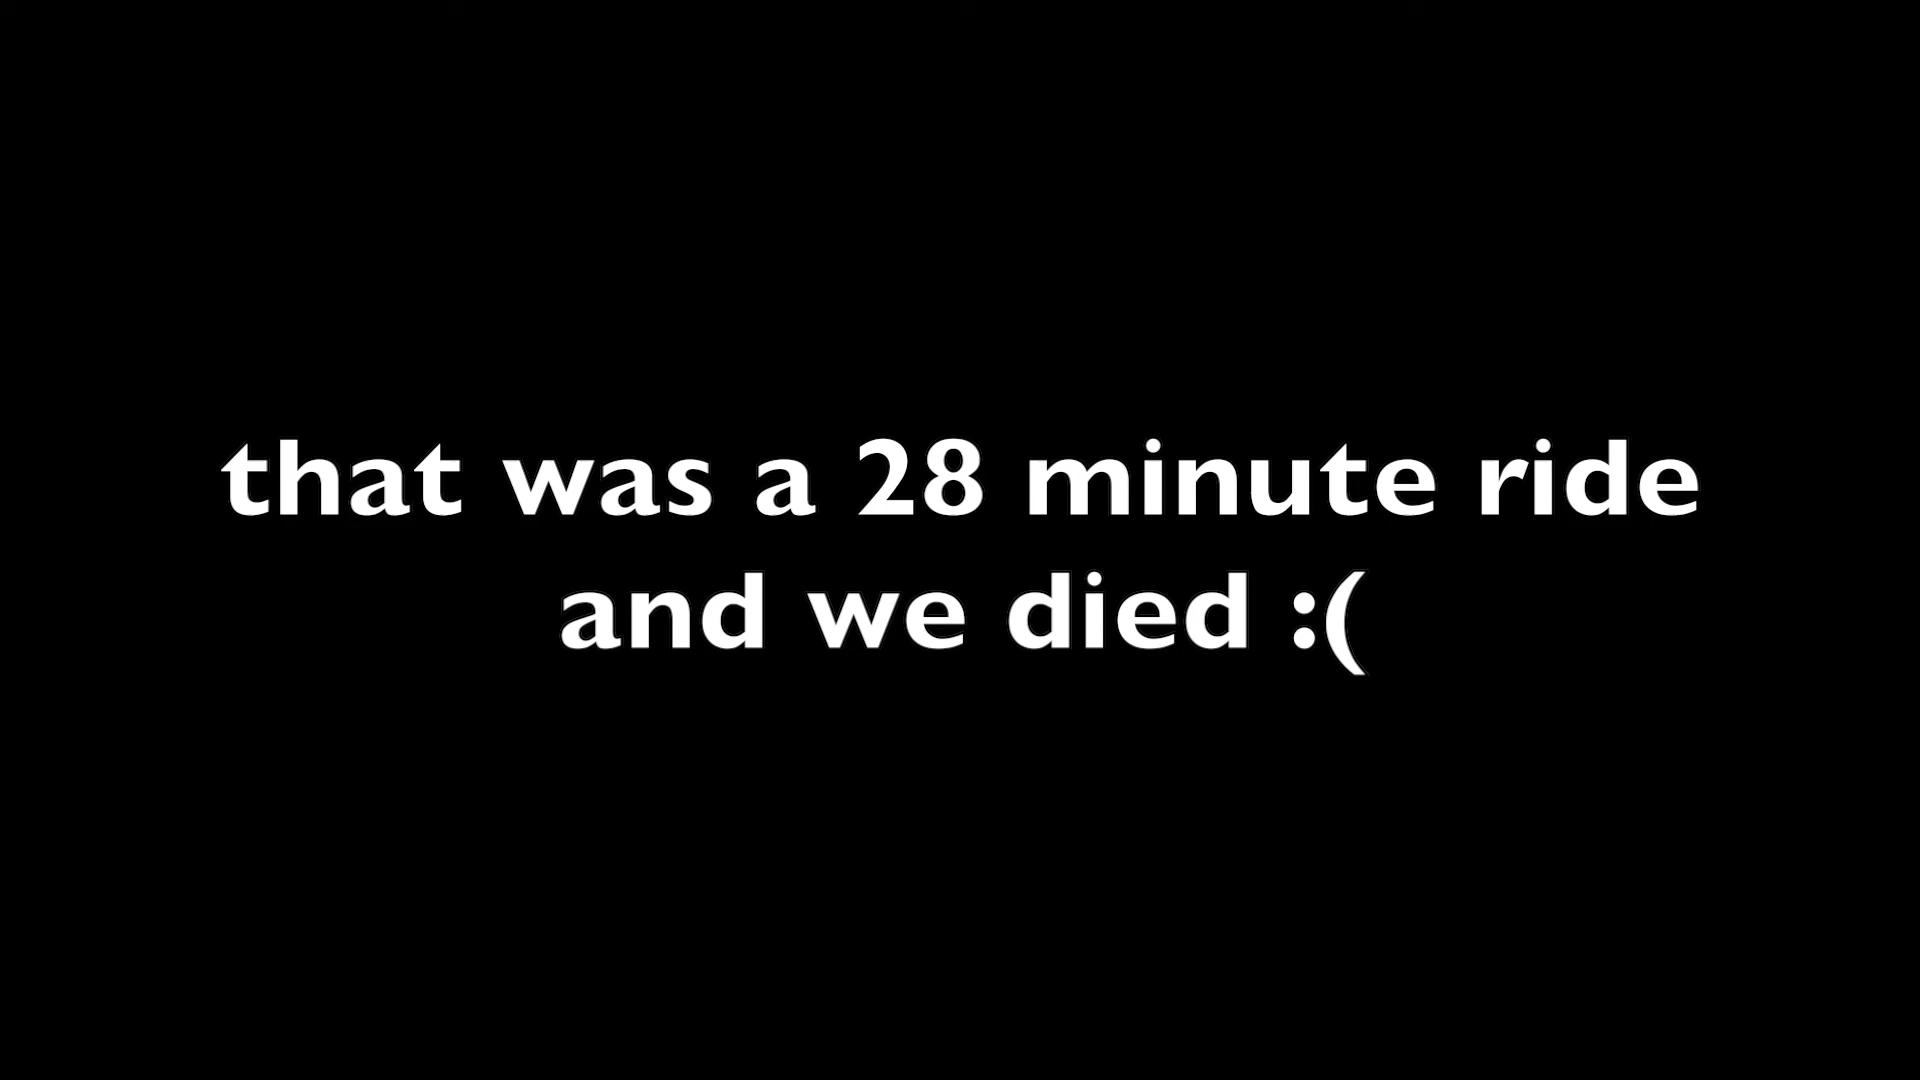 that was a 28 minute ride
and we died :(